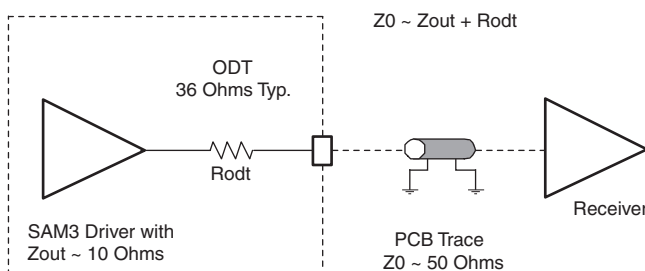 Z0 ~ Zout + Rodt
ODT
36 Ohms Typ.
Rodt
Receiver
SAM3 Driver with
Zout ~ 10 Ohms
PCB Trace
Z0 ~ 50 Ohms